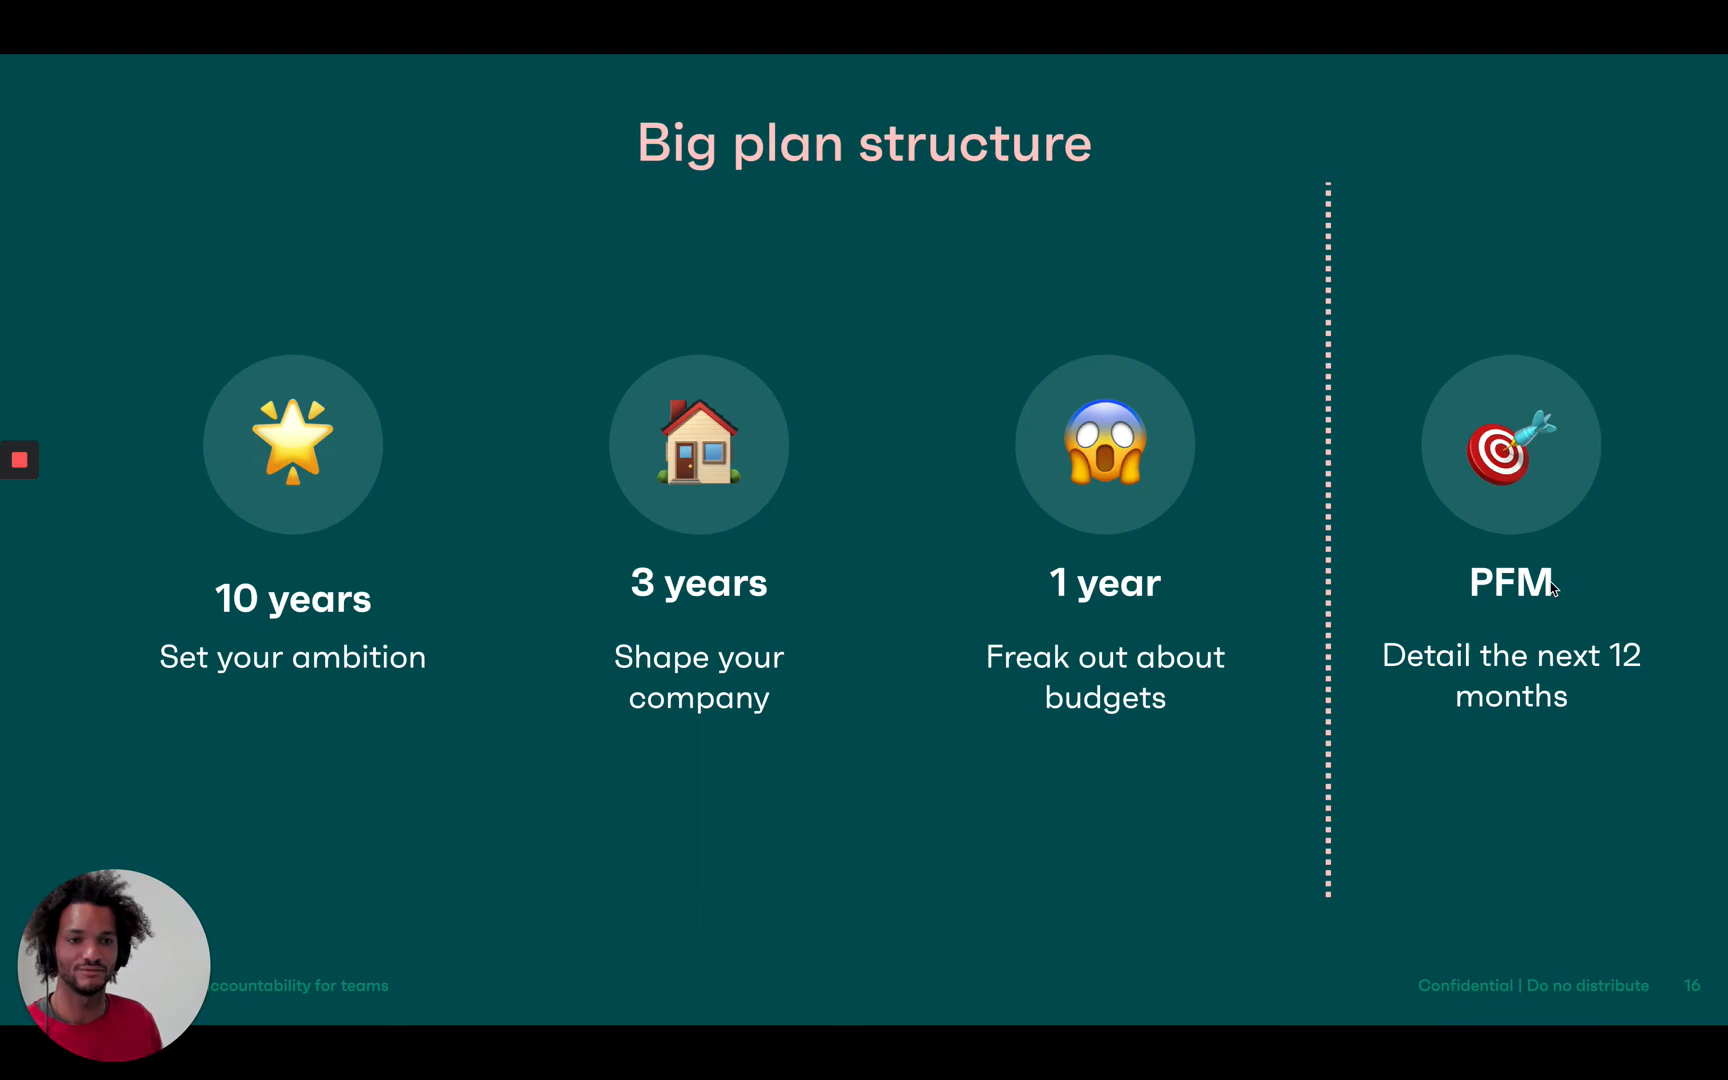 Big plan structure
10 years
Set your ambition
3 years
Shape your
company
1 year
Freak out about
budgets
PFM
Detail the next 12
months
ccountability for teams
Confidential | Do no distribute
16